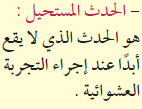 – الحدث المستحيل :
هو الحدث الذي لا يقع
أبدًا عند إجراء التجربة
العشوائية .